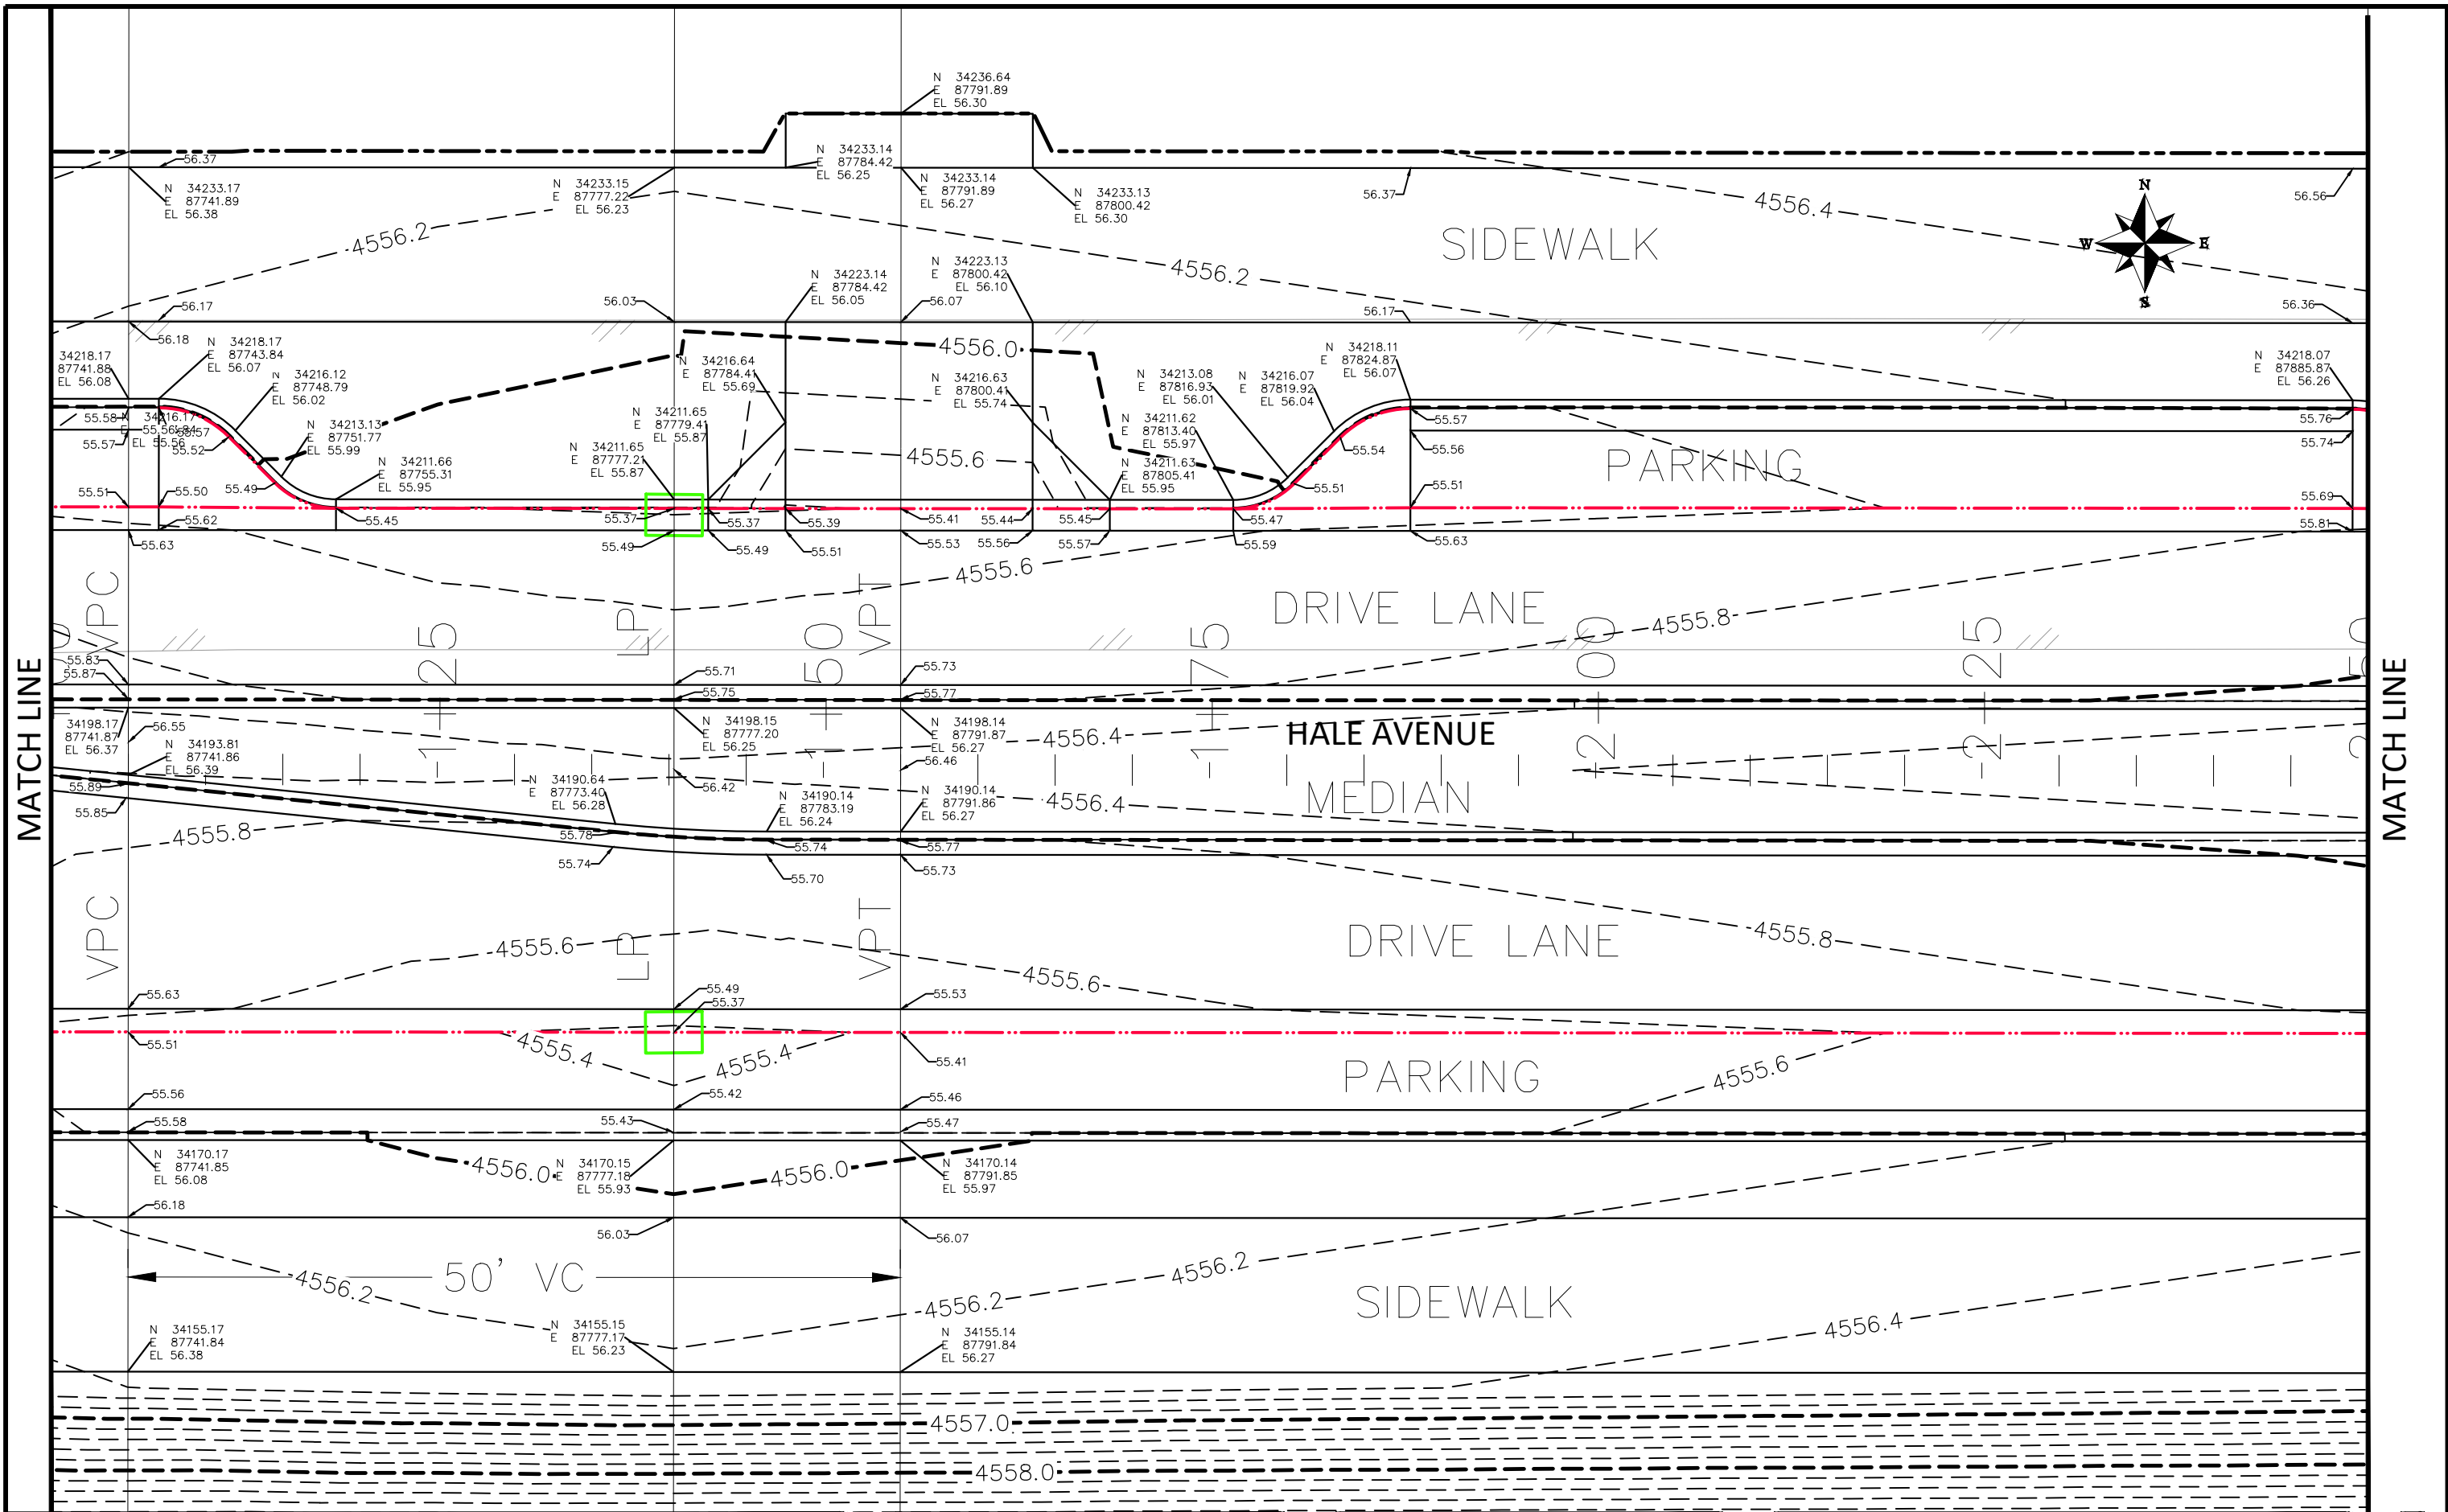 N 34236.64
E 87791.89
EL 56.30
56.37
N 34233.17
E 87741.89
EL 56.38
N 34233.15
E 87777.22
EL 56.23
N 34233.14
E 87784.42
EL 56.25
N 34233.14
E 87791.89
EL 56.27
N 34233.13
E 87800.42
EL 56.30
56.37
4556.4
56.56
N
W
E
S
4556.2
SIDEWALK
4556.2
56.17
56.18
56.03
N 34223.14
E 87784.42
EL 56.05
N 34223.13
E 87800.42
EL 56.10
56.07
56.17
56.36
34218.17
87741.88
EL 56.08
N 34218.17
E 87743.84
EL 56.07
N 34216.12
E 87748.79
EL 56.02
N 34213.13
E 87751.77
EL 55.99
N 34211.66
E 87755.31
EL 55.95
N 34216.64
E 87784.41
EL 55.69
4556.0
N 34216.63
E 87800.41
EL 55.74
N 34213.08
E 87816.93
EL 56.01
N 34216.07
E 87819.92
EL 56.04
N 34218.11
E 87824.87
EL 56.07
N 34218.07
E 87885.87
EL 56.26
N 34211.65
E 87779.41
EL 55.87
N 34211.65
E 87777.21
EL 55.87
N 34211.62
E 87813.40
EL 55.97
N 34211.63
E 87805.41
EL 55.95
55.58
55.57
N 34216.17
EL 55.56
55.52
55.49
55.57
55.54
55.56
55.51
55.76
55.74
4555.6
PARKING
55.51
55.50
55.62
55.63
55.45
55.37
55.49
55.37
55.49
55.39
55.51
55.41
55.53
55.44
55.56
55.45
55.57
55.47
55.59
55.51
55.63
55.69
55.81
4555.6
DRIVE LANE
4555.8
VPC
1+25
LP
1+50
VPT
1+75
2+00
2+25
MATCH LINE
MATCH LINE
55.83
55.87
55.71
55.75
55.73
55.77
34198.17
87741.87
EL 56.37
56.55
N 34193.81
E 87741.86
EL 56.39
N 34198.15
E 87777.20
EL 56.25
N 34198.14
E 87791.87
EL 56.27
4556.4
HALE AVENUE
56.46
56.42
55.89
55.85
4555.8
N 34190.64
E 87773.40
EL 56.28
N 34190.14
E 87783.19
EL 56.24
N 34190.14
E 87791.86
EL 56.27
4556.4
MEDIAN
55.78
55.74
55.74
55.70
55.77
55.73
VPC
4555.6
LP
VPT
4555.6
DRIVE LANE
4555.8
55.63
55.51
55.49
55.37
55.53
55.41
4555.4
4555.4
PARKING
4555.6
55.56
55.58
55.42
55.43
55.46
55.47
N 34170.17
E 87741.85
EL 56.08
4556.0
N 34170.15
E 87777.18
EL 55.93
4556.0
N 34170.14
E 87791.85
EL 55.97
56.18
56.03
56.07
50' VC
4556.2
4556.2
4556.2
SIDEWALK
4556.4
N 34155.17
E 87741.84
EL 56.38
N 34155.15
E 87777.17
EL 56.23
N 34155.14
E 87791.84
EL 56.27
4557.0
4558.0